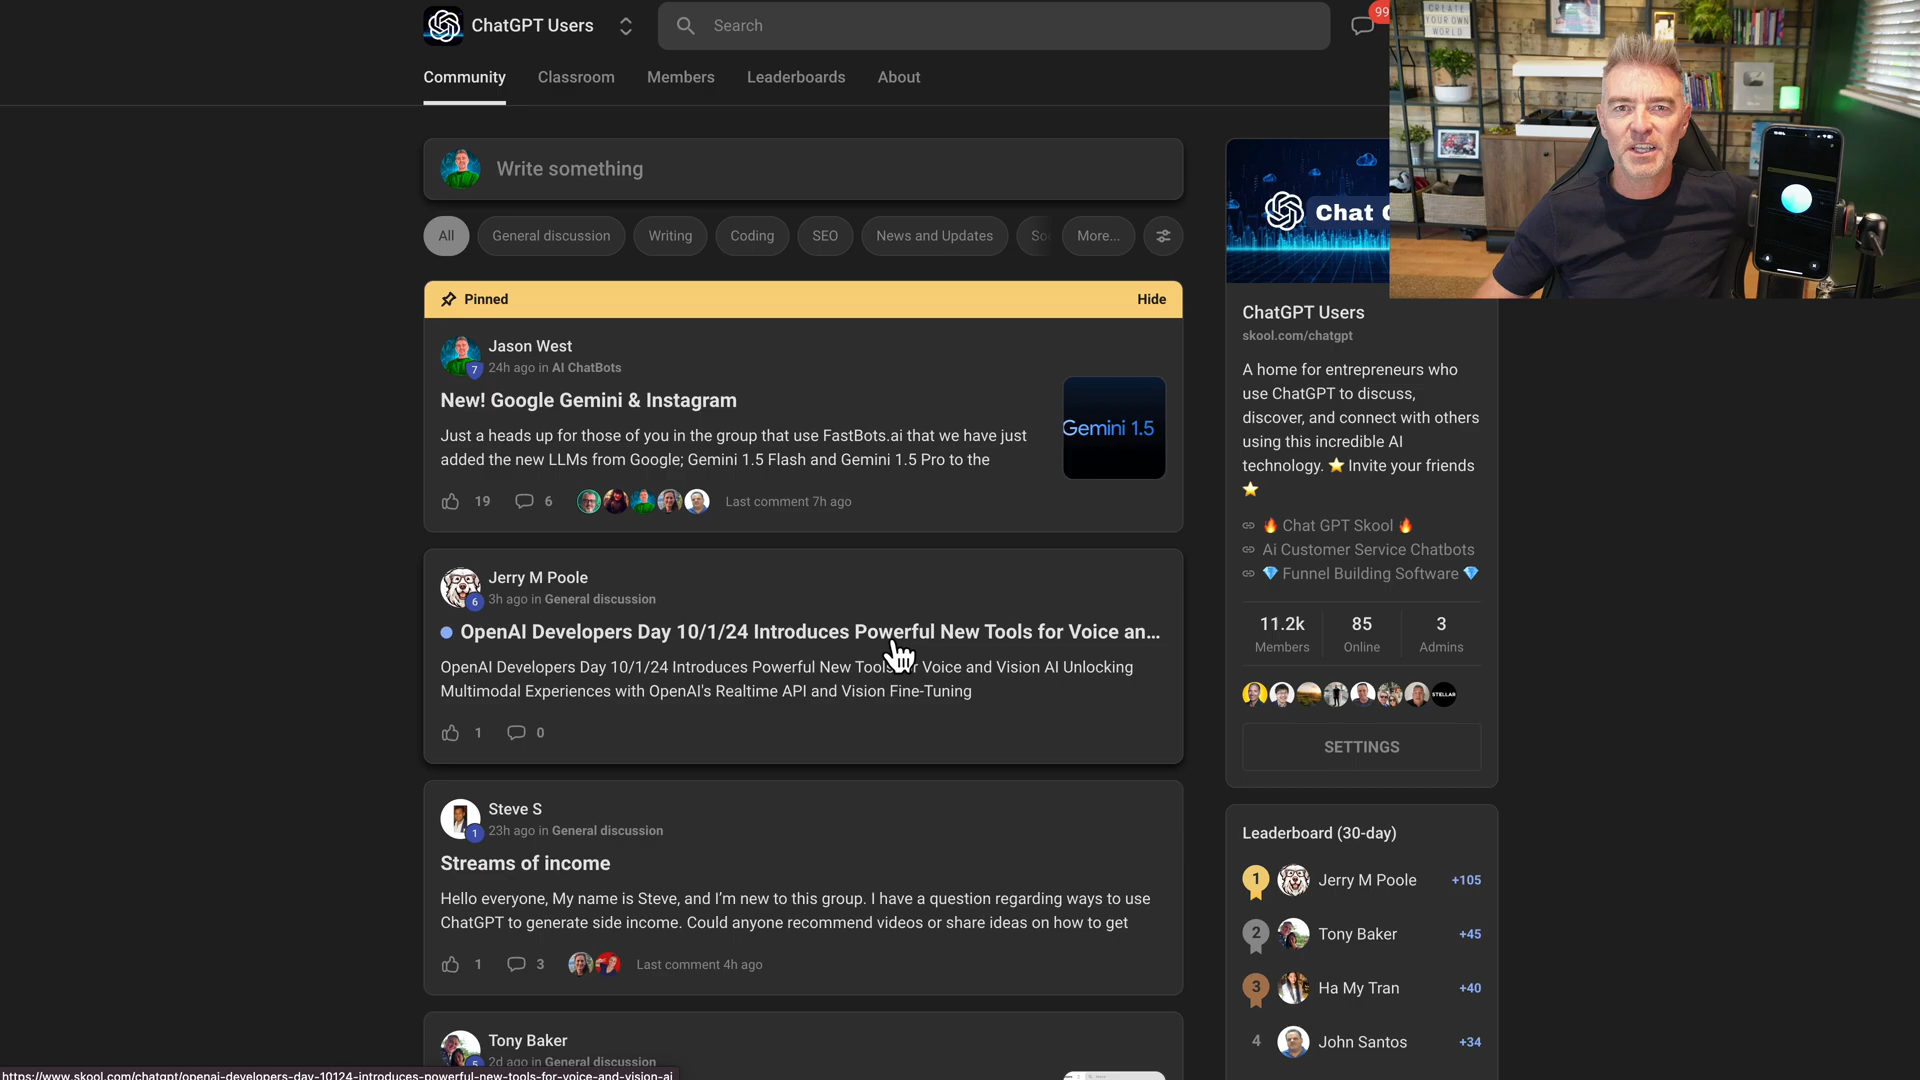 ChatGPT Users
Search
99
Community
Classroom
Members
Leaderboards
About
CREATE
YOUR OWN
WORLD
Write something
All
General discussion
Writing
Coding
SEO
News and Updates
More...
Pinned
Hide
Jason West
7
24h ago in AI ChatBots
New! Google Gemini & Instagram
Just a heads up for those of you in the group that use FastBots.ai that we have just
added the new LLMs from Google; Gemini 1.5 Flash and Gemini 1.5 Pro to the
Gemini 1.5
19
6
Last comment 7h ago
Jerry M Poole
6
3h ago in General discussion
OpenAI Developers Day 10/1/24 Introduces Powerful New Tools for Voice an...
OpenAI Developers Day 10/1/24 Introduces Powerful New Tools Voice and Vision AI Unlocking
Multimodal Experiences with OpenAI's Realtime API and Vision Fine-Tuning
1
0
Steve S
1
23h ago in General discussion
Streams of income
Hello everyone, My name is Steve, and I'm new to this group. I have a question regarding ways to use
ChatGPT to generate side income. Could anyone recommend videos or share ideas on how to get
1
3
Last comment 4h ago
Tony Baker
5
2d ago in General discussion
https://www.skool.com/chatgpt/openai-developers-day-10124-introduces-powerful-new-tools-for-voice-and-vision-ai
Chat
ChatGPT Users
skool.com/chatgpt
A home for entrepreneurs who
use ChatGPT to discuss,
discover, and connect with others
using this incredible AI
technology. ⭐ Invite your friends
⭐
🔥 Chat GPT Skool 🔥
Ai Customer Service Chatbots
💎 Funnel Building Software 💎
11.2k
Members
85
Online
3
Admins
STELLAR
SETTINGS
Leaderboard (30-day)
1
Jerry M Poole
+105
2
Tony Baker
+45
3
Ha My Tran
+40
4
John Santos
+34